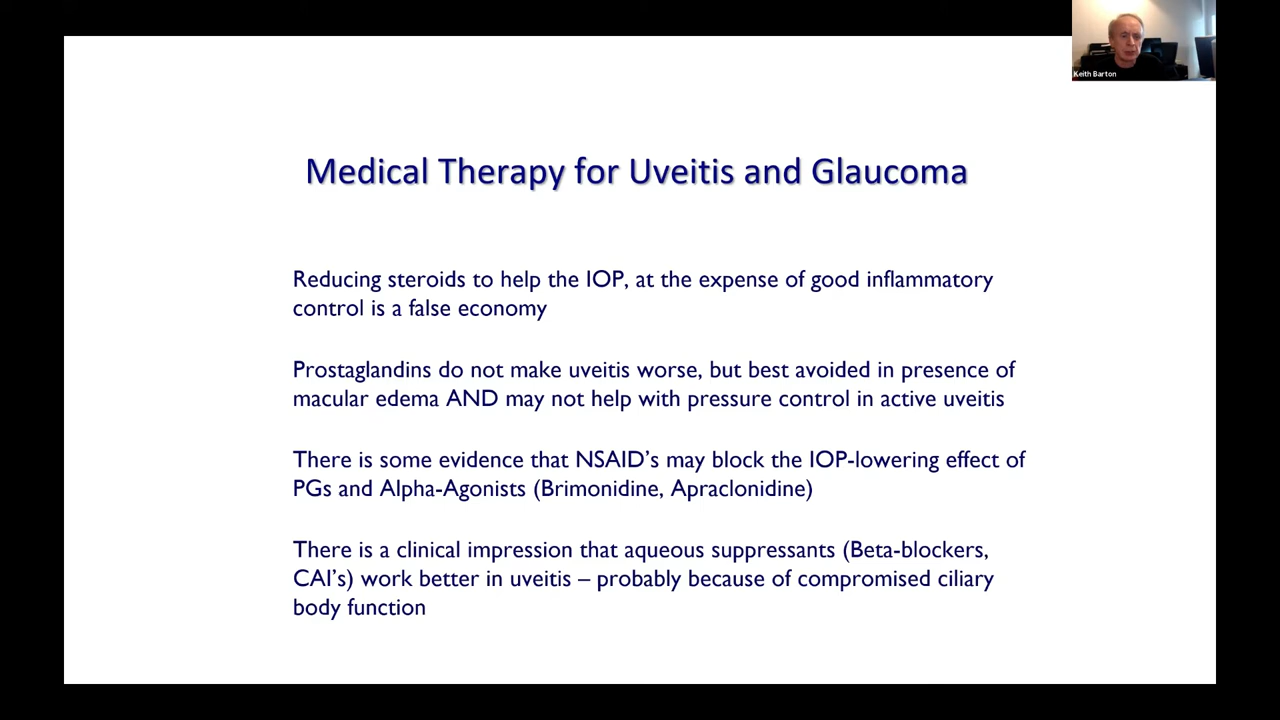 Keith Barton
Medical Therapy for Uveitis and Glaucoma
Reducing steroids to help the IOP, at the expense of good inflammatory
control is a false economy
Prostaglandins do not make uveitis worse, but best avoided in presence of
macular edema AND may not help with pressure control in active uveitis
There is some evidence that NSAID's may block the IOP-lowering effect of
PGs and Alpha-Agonists (Brimonidine, Apraclonidine)
There is a clinical impression that aqueous suppressants (Beta-blockers,
CAI's) work better in uveitis – probably because of compromised ciliary
body function